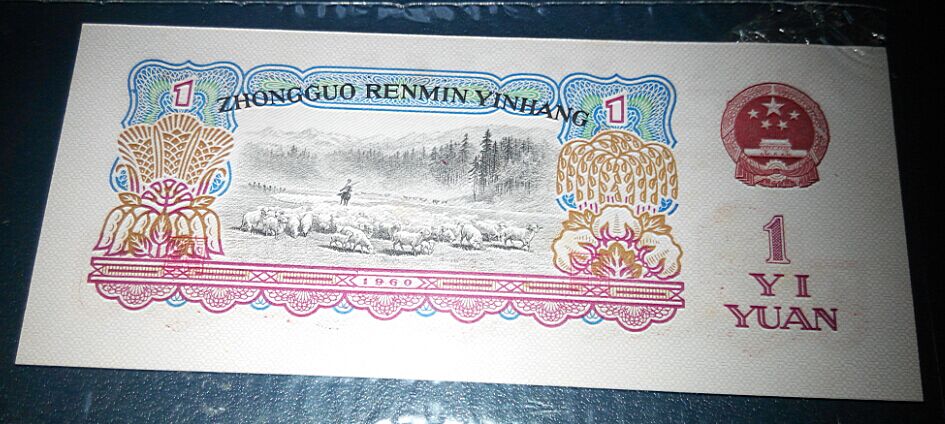 1
ZHONGGUO RENMIN YINHANG
1
1960
1
YI
YUAN